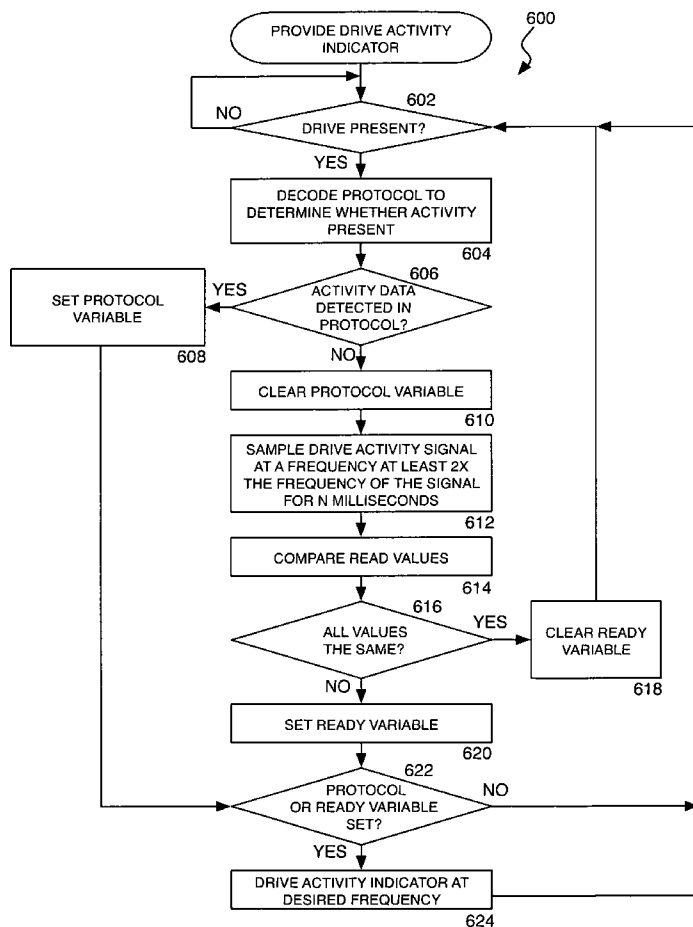 PROVIDE DRIVE ACTIVITY
INDICATOR
600
602
NO
DRIVE PRESENT?
YES
DECODE PROTOCOL TO
DETERMINE WHETHER ACTIVITY
PRESENT
604
606
YES
ACTIVITY DATA
DETECTED IN
PROTOCOL?
SET PROTOCOL
VARIABLE
608
NO
CLEAR PROTOCOL VARIABLE
610
SAMPLE DRIVE ACTIVITY SIGNAL
AT A FREQUENCY AT LEAST 2X
THE FREQUENCY OF THE SIGNAL
FOR N MILLISECONDS
612
COMPARE READ VALUES
614
616
YES
ALL VALUES
THE SAME?
CLEAR READY
VARIABLE
618
NO
SET READY VARIABLE
620
622
PROTOCOL
OR READY VARIABLE
SET?
NO
YES
DRIVE ACTIVITY INDICATOR AT
DESIRED FREQUENCY
624